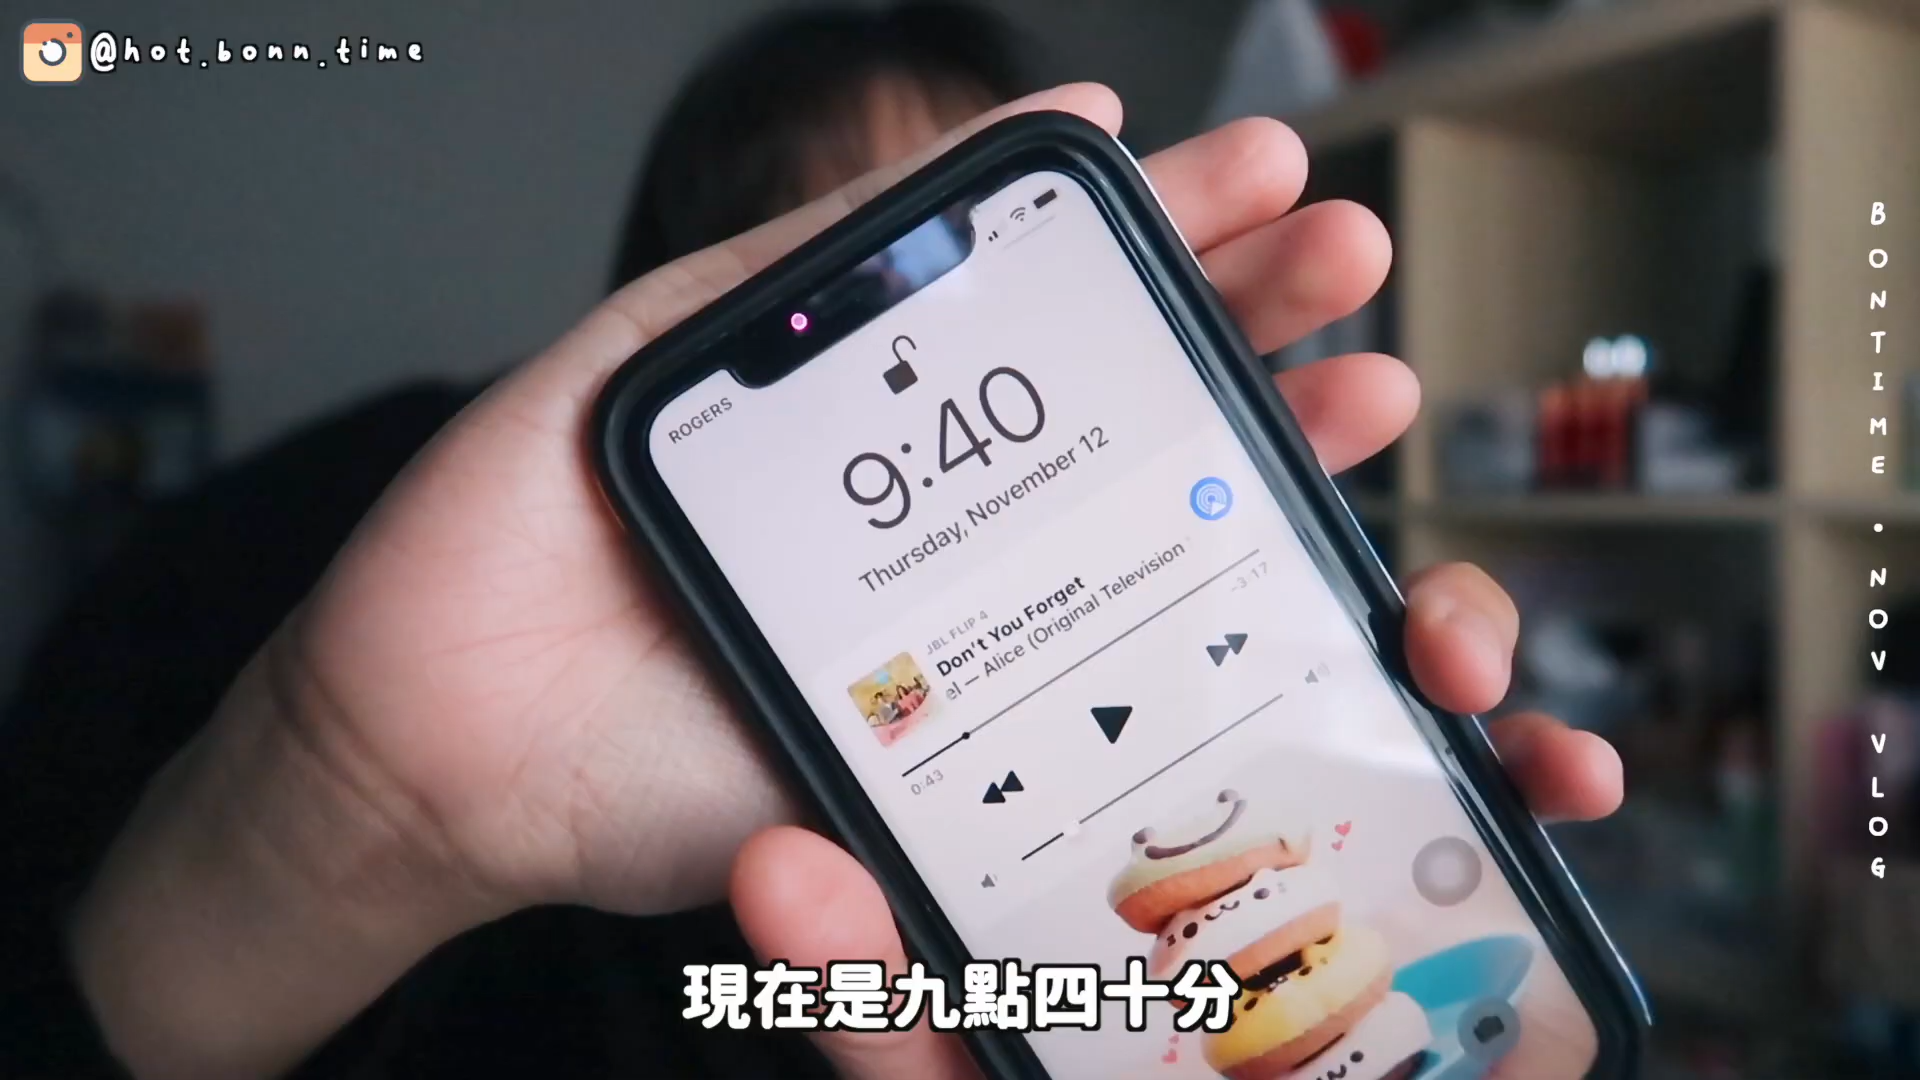 @hot.bonn.time
ROGERS
9:40
Thursday, November 12
JBL FLIP 4
Don't You Forget
el — Alice (Original Television
0:43
-3:17
現在是九點四十分
BONTIME · NOV VLOG